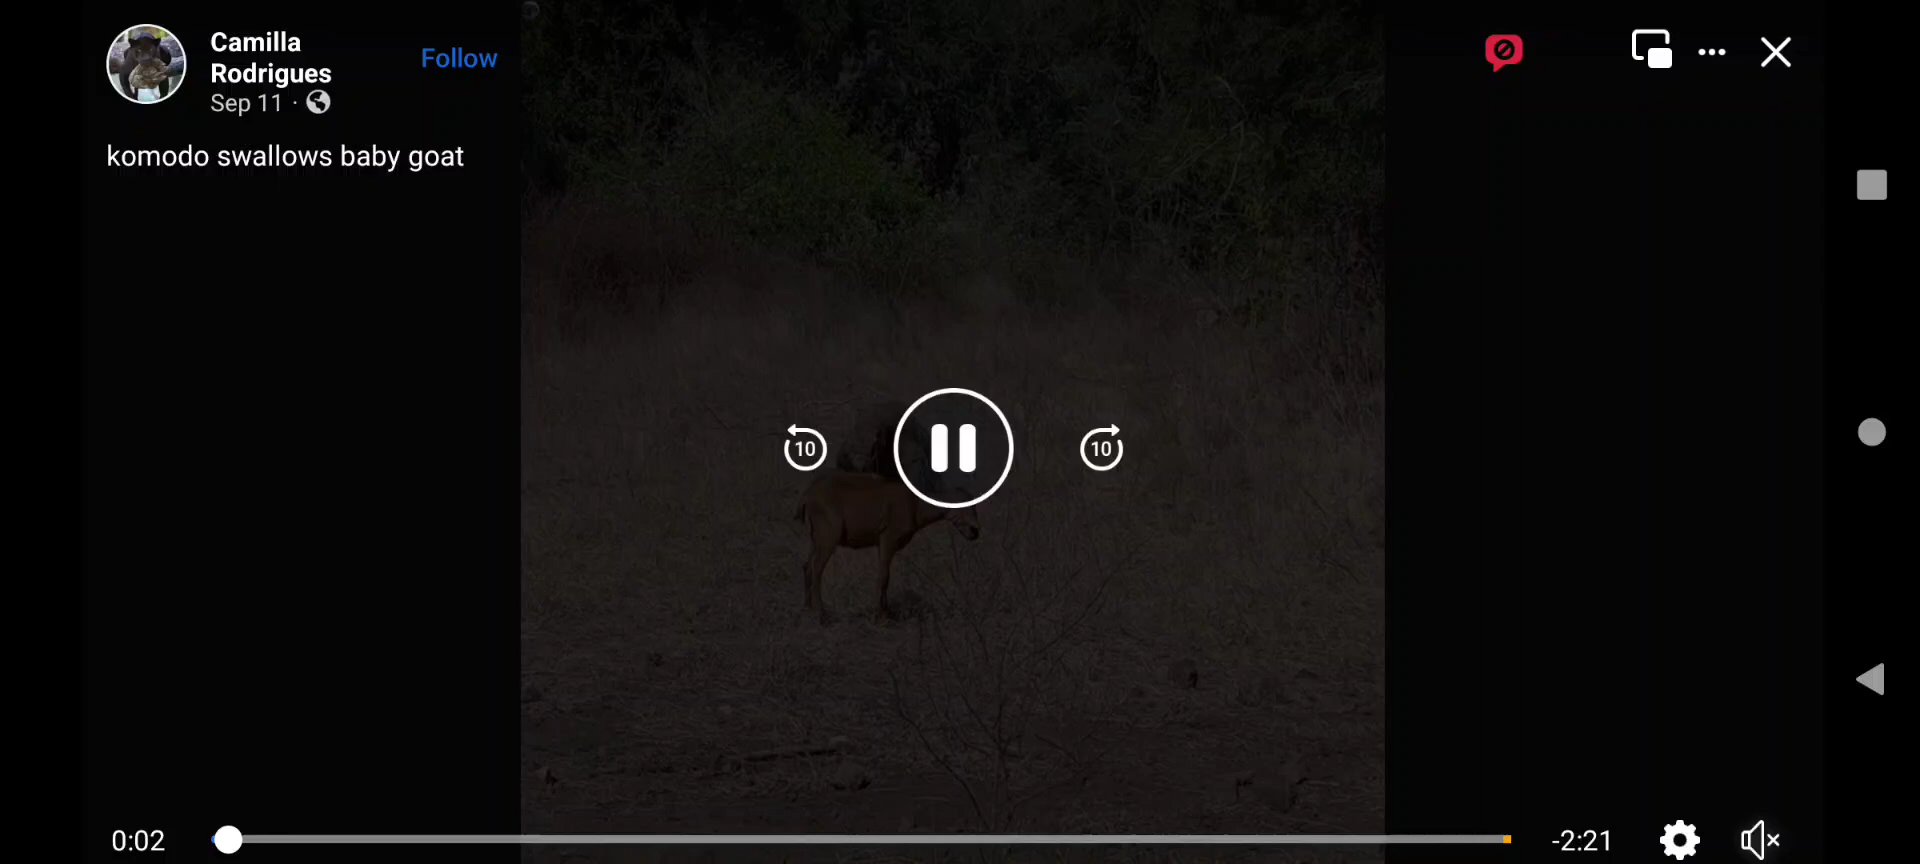 Camilla
Rodrigues
Follow
Sep 11 ·
komodo swallows baby goat
10
10
0:02
-2:21